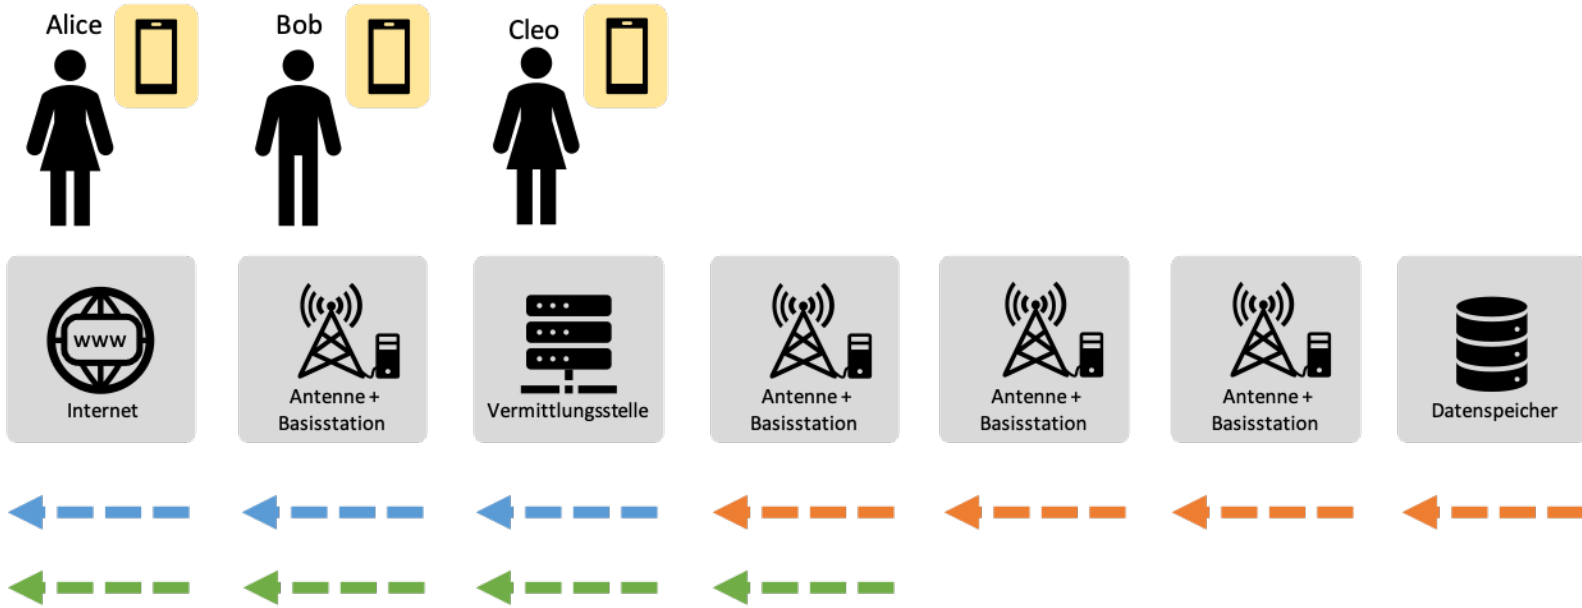 Alice
Bob
Cleo
www
Internet
Antenne +
Basisstation
Vermittlungsstelle
Antenne +
Basisstation
Antenne +
Basisstation
Antenne +
Basisstation
Datenspeicher